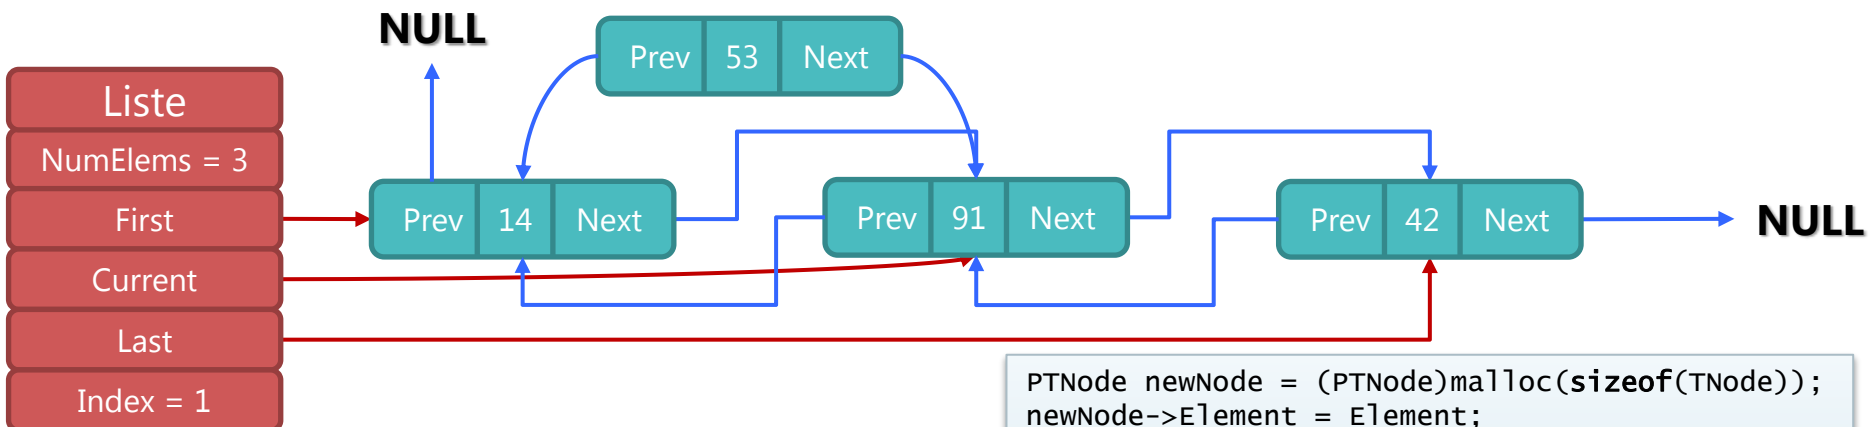 NULL
Prev 53 Next
Liste
NumElems = 3
First
Prev 14 Next
Prev 91 Next
Prev 42 Next
NULL
Current
Last
Index = 1
PTNode newNode = (PTNode)malloc(sizeof(TNode));
newNode->Element = Element;